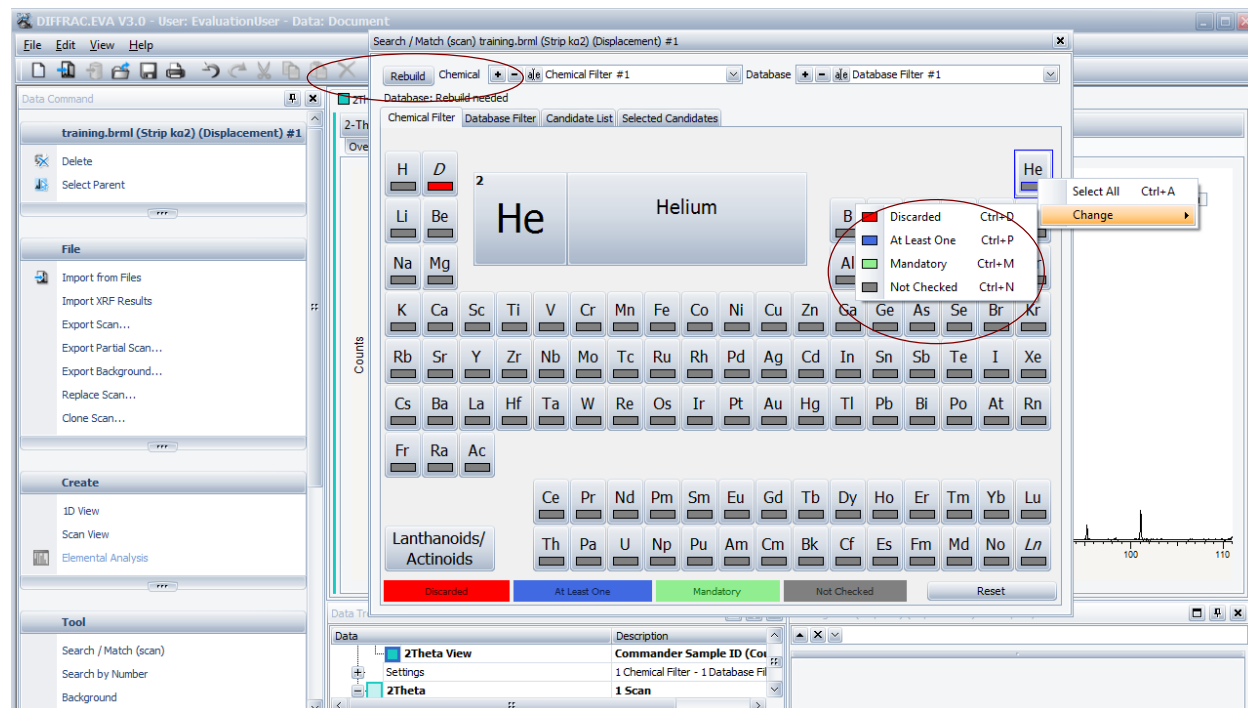 DIFFRAC.EVA V3.0 - User: EvaluationUser - Data: Document
File Edit View Help
Data Command
training.brml (Strip kα2) (Displacement) #1
Delete
Select Parent
File
Import from Files
Import XRF Results
Export Scan...
Export Partial Scan...
Export Background...
Replace Scan...
Clone Scan...
Create
1D View
Scan View
Elemental Analysis
Tool
Search / Match (scan)
Search by Number
Background
2Th
2-Th
Ove
Counts
Search / Match (scan) training.brml (Strip kα2) (Displacement) #1
Rebuild Chemical + - a|e Chemical Filter #1 Database + - a|e Database Filter #1
Database: Rebuild needed
Chemical Filter Database Filter Candidate List Selected Candidates
H D He
2
He Helium
Li Be B
Na Mg Al
K Ca Sc Ti V Cr Mn Fe Co Ni Cu Zn Ga Ge As Se Br Kr
Rb Sr Y Zr Nb Mo Tc Ru Rh Pd Ag Cd In Sn Sb Te I Xe
Cs Ba La Hf Ta W Re Os Ir Pt Au Hg Tl Pb Bi Po At Rn
Fr Ra Ac
Ce Pr Nd Pm Sm Eu Gd Tb Dy Ho Er Tm Yb Lu
Lanthanoids/
Actinoids
Th Pa U Np Pu Am Cm Bk Cf Es Fm Md No Ln
Discarded At Least One Mandatory Not Checked Reset
Select All Ctrl+A
Change
Discarded Ctrl+D
At Least One Ctrl+P
Mandatory Ctrl+M
Not Checked Ctrl+N
100 110
Data Tre
Data Description
2Theta View Commander Sample ID (Cou
Settings 1 Chemical Filter - 1 Database Fil
2Theta 1 Scan